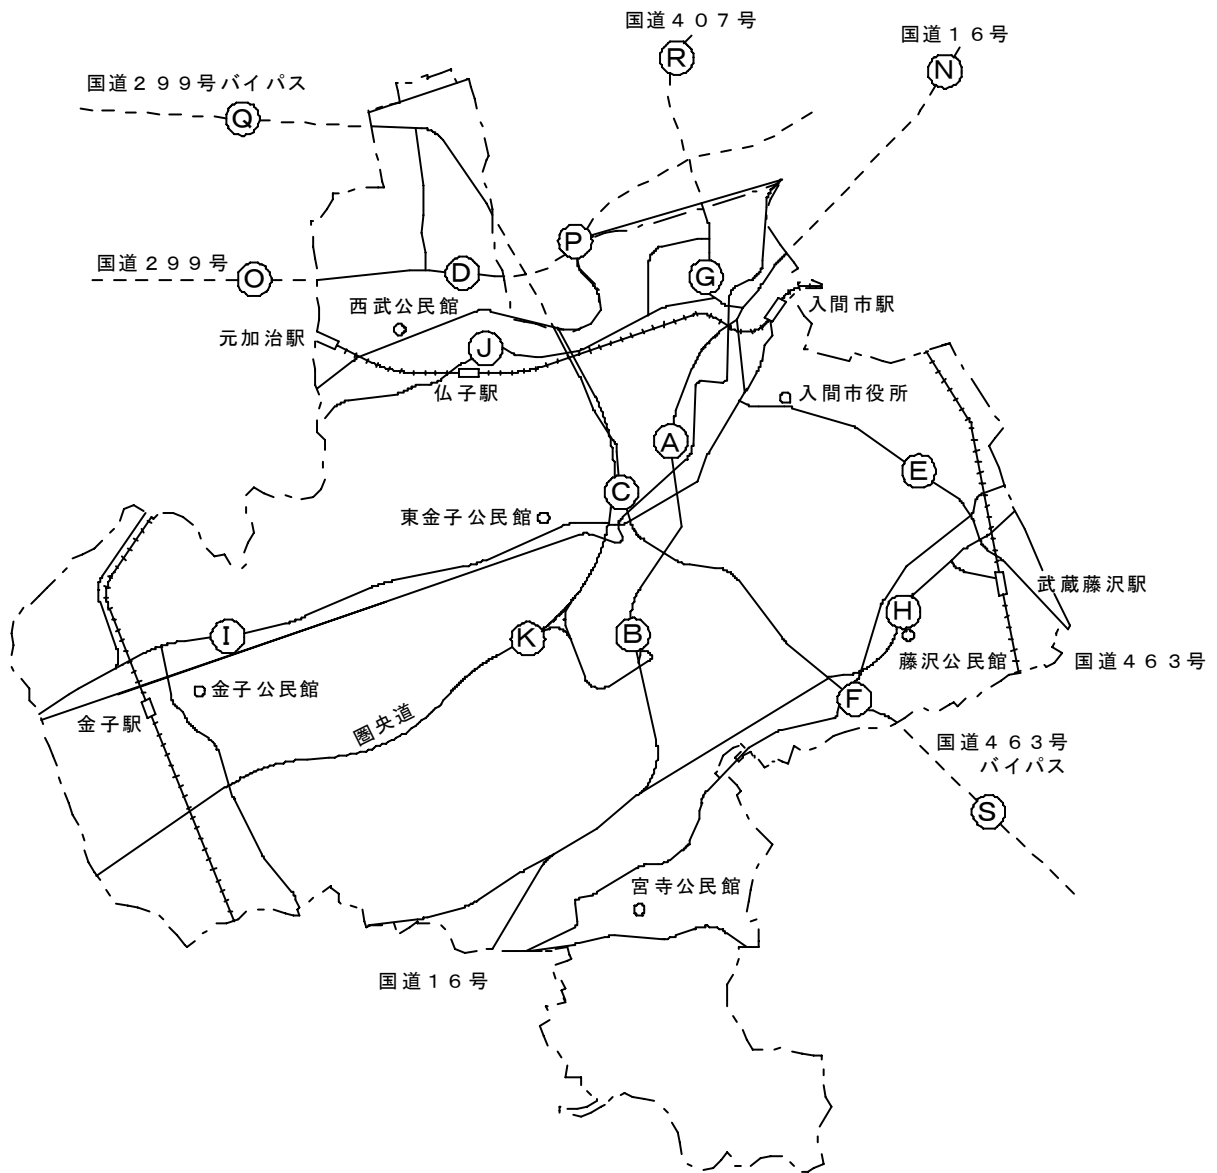 国道４０７号
R
国道１６号
N
国道２９９号バイパス
Q
P
国道２９９号
O
D
G
西武公民館
入間市駅
元加治駅
J
仏子駅
入間市役所
A
E
C
東金子公民館
武蔵藤沢駅
H
I
K
B
藤沢公民館
国道４６３号
金子公民館
金子駅
F
圏央道
国道４６３号
バイパス
S
宮寺公民館
国道１６号